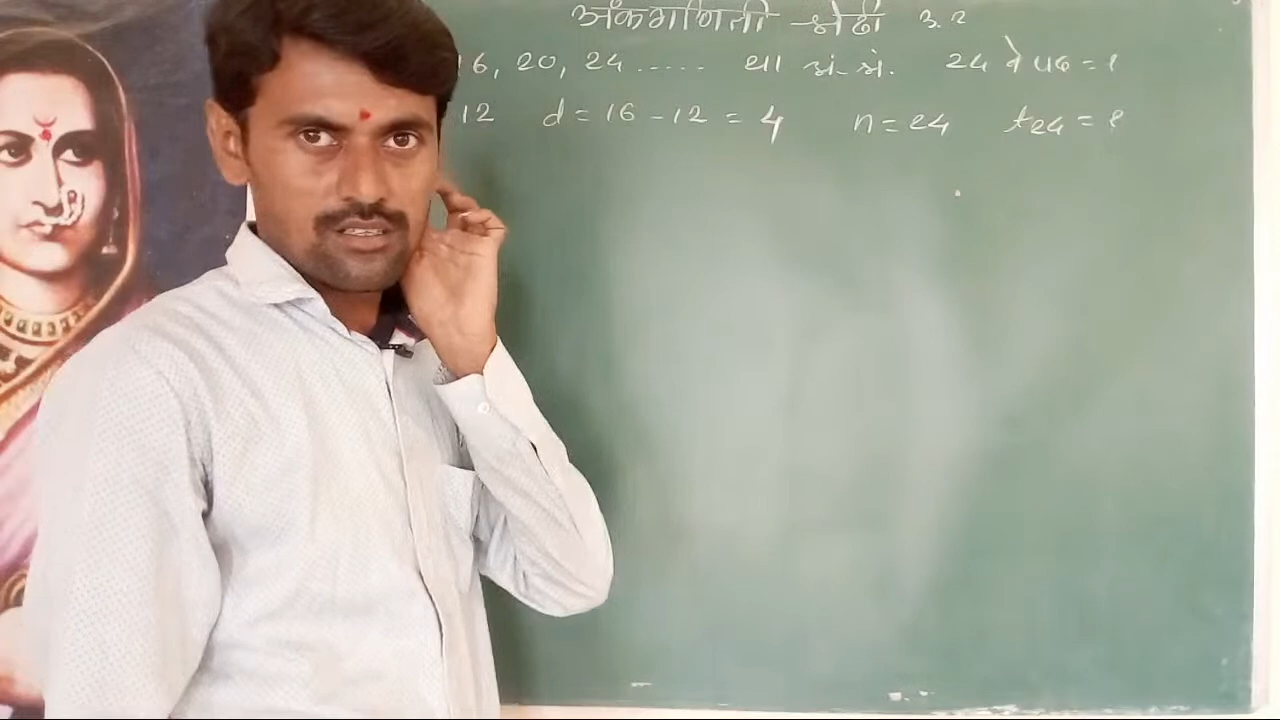 अंकगणिती श्रेढी 3.2
16, 20, 24 ..... या अं. श्रे. 24 वे पद = ?
12 d = 16 - 12 = 4 n = 24 t24 = ?